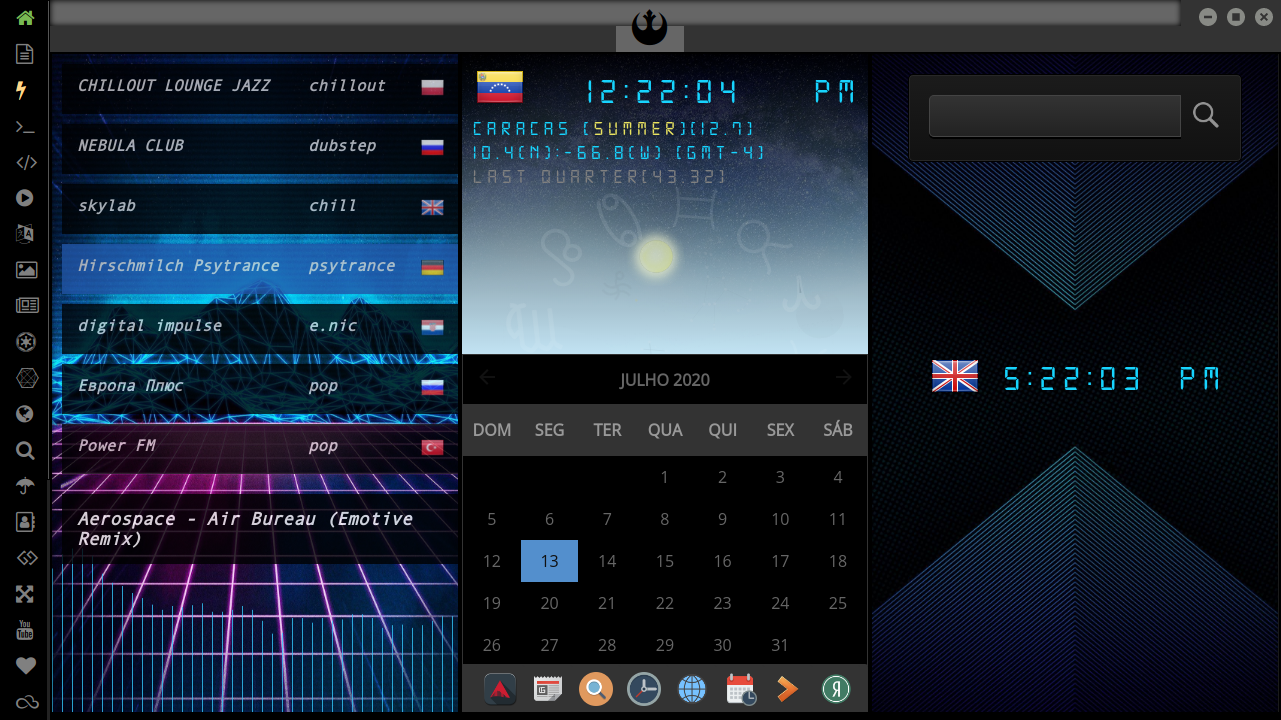 CHILLOUT LOUNGE JAZZ chillout
NEBULA CLUB dubstep
skylab chill
Hirschmilch Psytrance psytrance
digital impulse e.nic
Европа Плюс pop
Power FM pop
Aerospace - Air Bureau (Emotive
Remix)
12:22:04 PM
CARACAS (SUMMER)(12.7)
10.4(N):-66.8(W) (GMT-4)
LAST QUARTER(43.32)
JULHO 2020
DOM SEG TER QUA QUI SEX SÁB
1 2 3 4
5 6 7 8 9 10 11
12 13 14 15 16 17 18
19 20 21 22 23 24 25
26 27 28 29 30 31
5:22:03 PM
You
Tube
Я